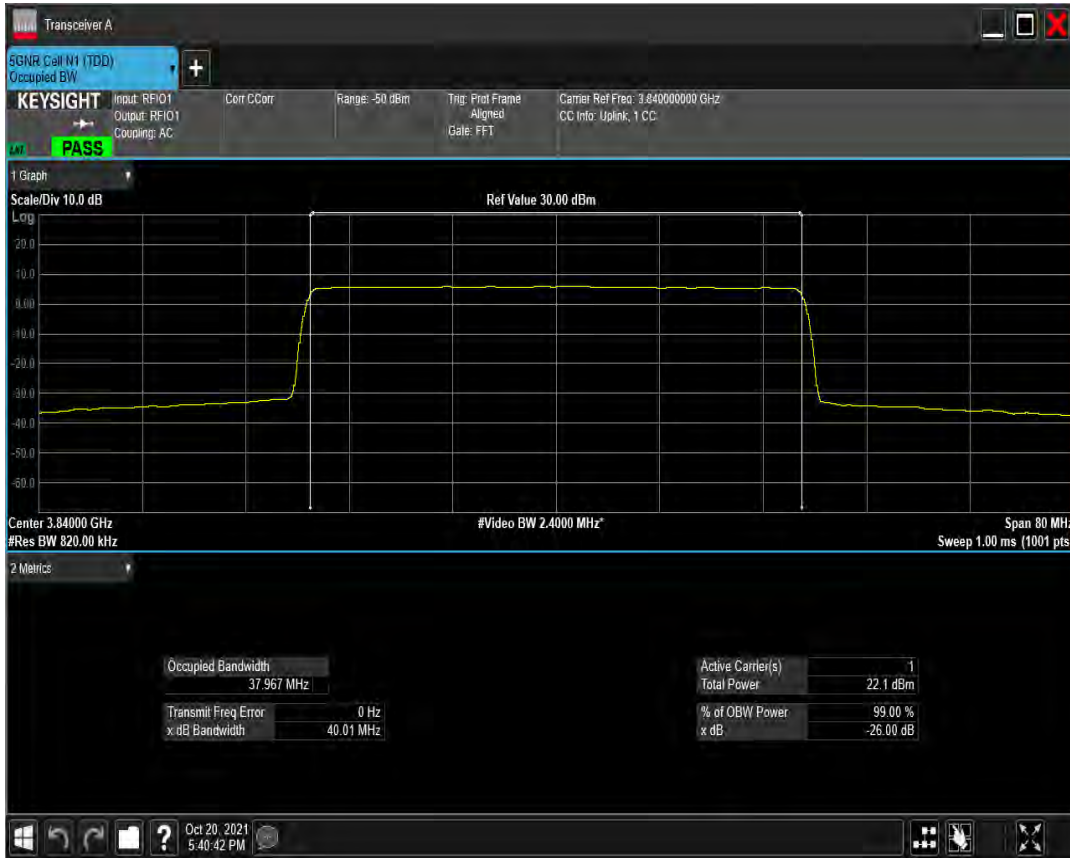 Transceiver A
5GNR Cell N1 (TDD)
Occupied BW
+
KEYSIGHT
PASS
Input: RFIO1
Output: RFIO1
Coupling: AC
Corr CCorr
Range: -50 dBm
Trig: Prot Frame
Aligned
Gate: FFT
Carrier Ref Freq: 3.840000000 GHz
CC Info: Uplink, 1 CC
1 Graph
Scale/Div 10.0 dB
Ref Value 30.00 dBm
Log
20.0
10.0
0.00
-10.0
-20.0
-30.0
-40.0
-50.0
-60.0
Center 3.84000 GHz
#Video BW 2.4000 MHz*
Span 80 MHz
#Res BW 820.00 kHz
Sweep 1.00 ms (1001 pts
2 Metrics
Occupied Bandwidth
37.967 MHz
Transmit Freq Error 0 Hz
x dB Bandwidth 40.01 MHz
Active Carrier(s) 1
Total Power 22.1 dBm
% of OBW Power 99.00 %
x dB -26.00 dB
?
Oct 20, 2021
5:40:42 PM